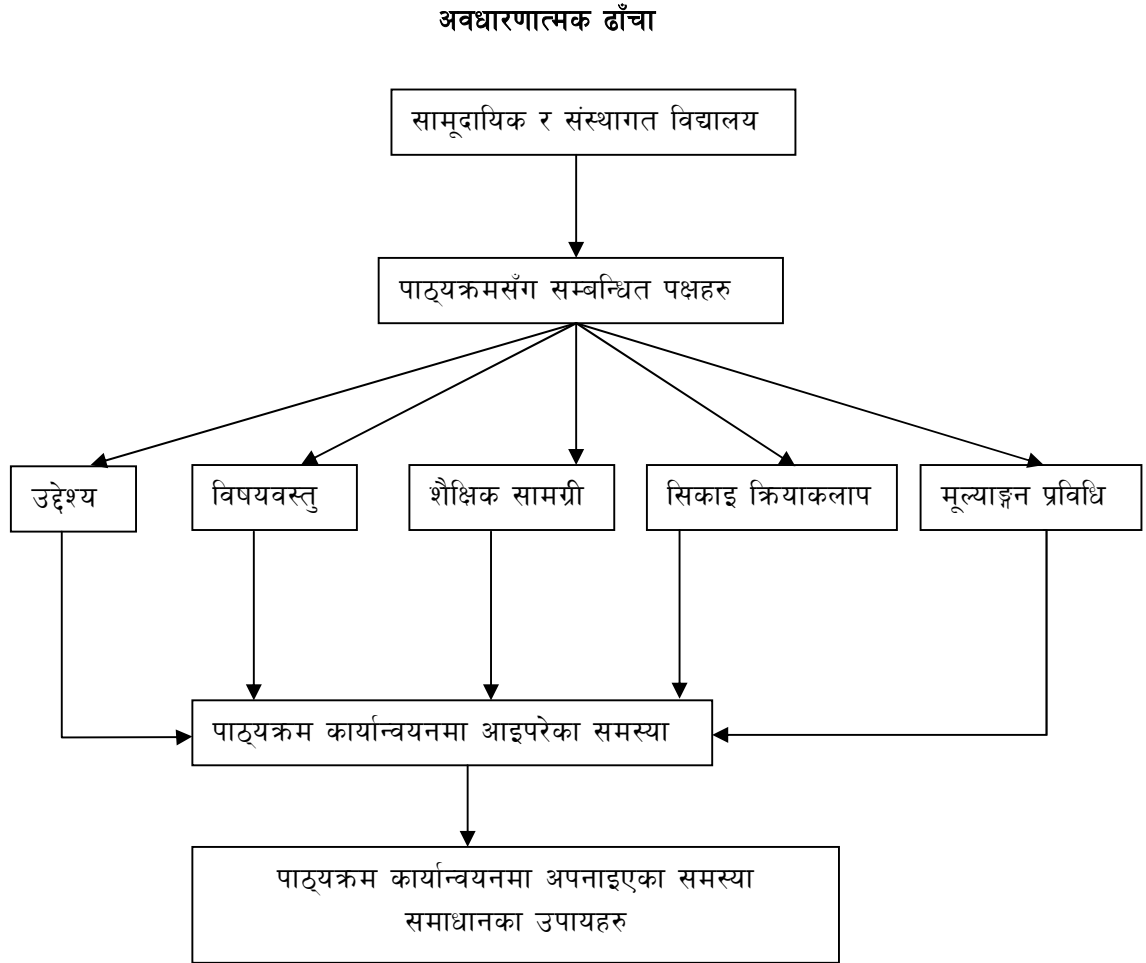 अवधारणात्मक ढाँचा
सामूदायिक र संस्थागत विद्यालय
पाठ्यक्रमसँग सम्बन्धित पक्षहरु
उद्देश्य
विषयवस्तु
शैक्षिक सामग्री
सिकाइ क्रियाकलाप
मूल्याङ्गन प्रविधि
पाठ्यक्रम कार्यान्वयनमा आइपरेका समस्या
पाठ्यक्रम कार्यान्वयनमा अपनाइएका समस्या
समाधानका उपायहरु